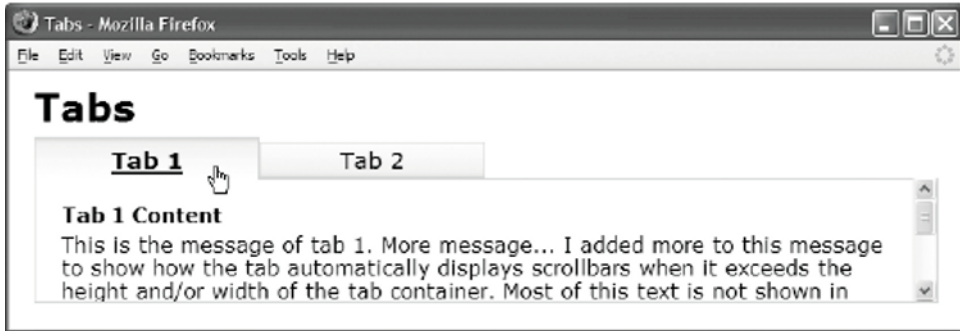 Tabs - Mozilla Firefox
File Edit View Go Bookmarks Tools Help
Tabs
Tab 1 Tab 2
Tab 1 Content
This is the message of tab 1. More message... I added more to this message
to show how the tab automatically displays scrollbars when it exceeds the
height and/or width of the tab container. Most of this text is not shown in